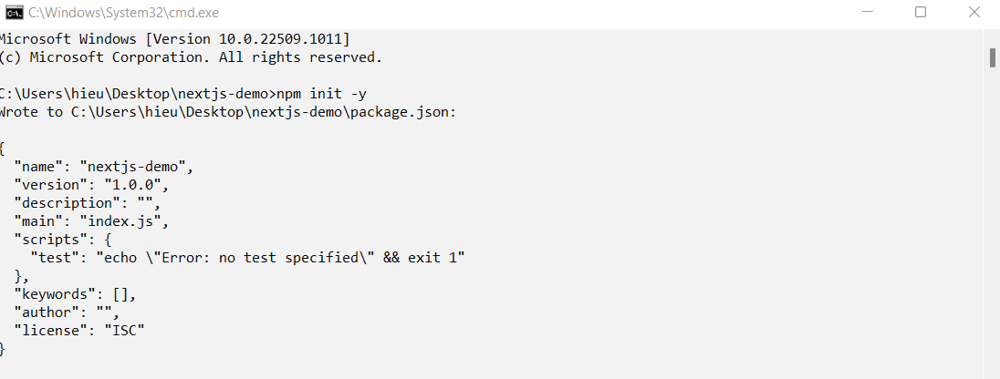 C:\Windows\System32\cmd.exe
Microsoft Windows [Version 10.0.22509.1011]
(c) Microsoft Corporation. All rights reserved.
C:\Users\hieu\Desktop\nextjs-demo>npm init -y
Wrote to C:\Users\hieu\Desktop\nextjs-demo\package.json:
{
  "name": "nextjs-demo",
  "version": "1.0.0",
  "description": "",
  "main": "index.js",
  "scripts": {
    "test": "echo \"Error: no test specified\" && exit 1"
  },
  "keywords": [],
  "author": "",
  "license": "ISC"
}